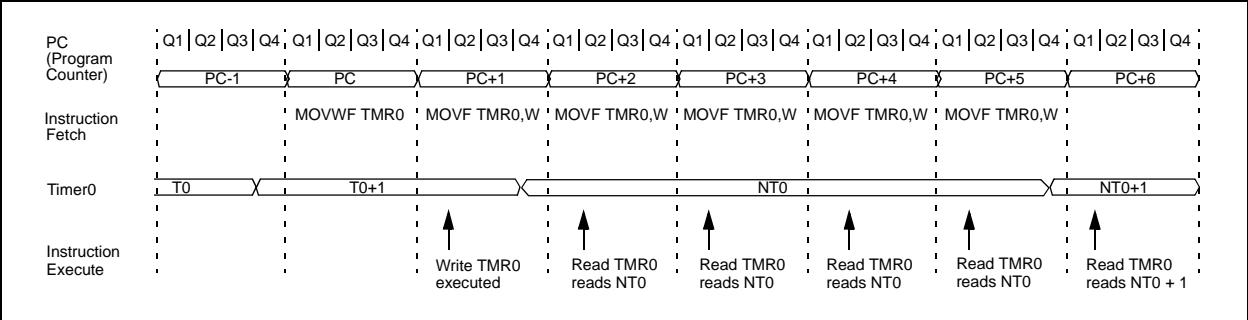 PC
(Program
Counter)
Q1 Q2 Q3 Q4 Q1 Q2 Q3 Q4 Q1 Q2 Q3 Q4 Q1 Q2 Q3 Q4 Q1 Q2 Q3 Q4 Q1 Q2 Q3 Q4 Q1 Q2 Q3 Q4 Q1 Q2 Q3 Q4
PC-1 PC PC+1 PC+2 PC+3 PC+4 PC+5 PC+6
Instruction
Fetch
MOVWF TMR0 MOVF TMR0,W MOVF TMR0,W MOVF TMR0,W MOVF TMR0,W MOVF TMR0,W
Timer0
T0 T0+1 NT0 NT0+1
Instruction
Execute
Write TMR0
executed
Read TMR0
reads NT0
Read TMR0
reads NT0
Read TMR0
reads NT0
Read TMR0
reads NT0
Read TMR0
reads NT0 + 1